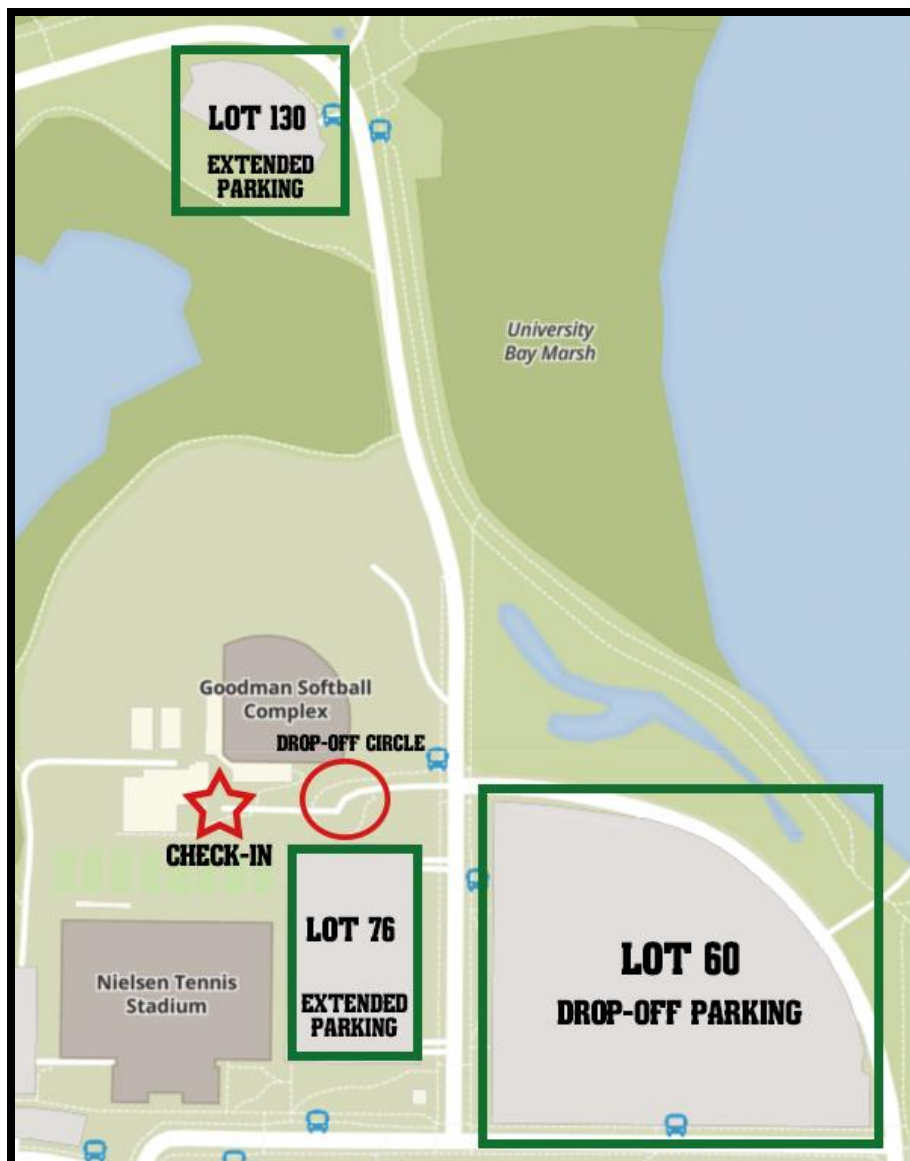 LOT 130
EXTENDED
PARKING
University
Bay Marsh
Goodman Softball
Complex
DROP-OFF CIRCLE
CHECK-IN
LOT 76
EXTENDED
PARKING
LOT 60
DROP-OFF PARKING
Nielsen Tennis
Stadium